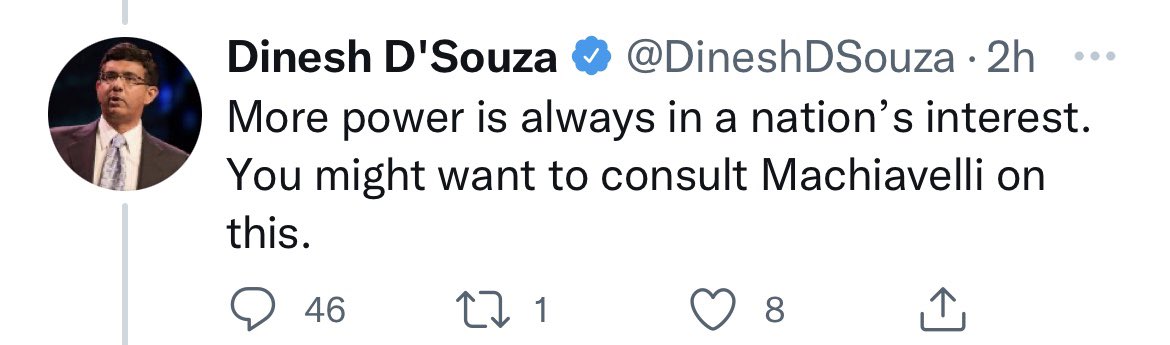 Dinesh D'Souza @DineshDSouza · 2h
More power is always in a nation’s interest.
You might want to consult Machiavelli on
this.
46 1 8